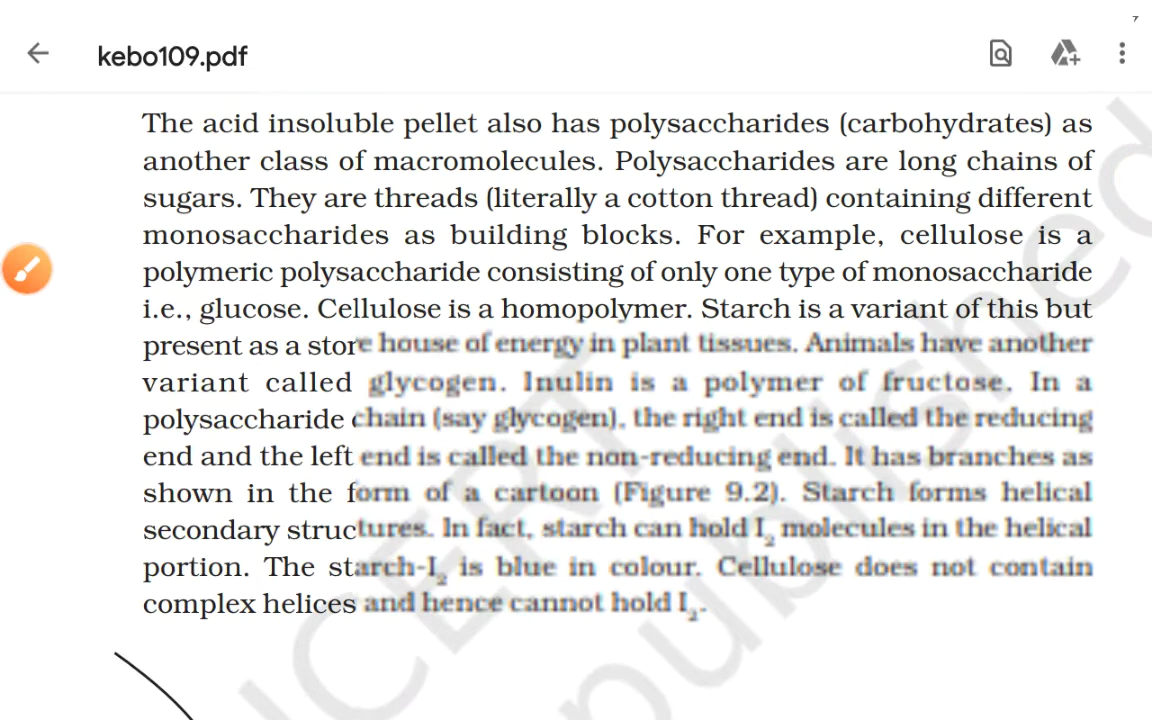 kebo109.pdf
The acid insoluble pellet also has polysaccharides (carbohydrates) as
another class of macromolecules. Polysaccharides are long chains of
sugars. They are threads (literally a cotton thread) containing different
monosaccharides as building blocks. For example, cellulose is a
polymeric polysaccharide consisting of only one type of monosaccharide
i.e., glucose. Cellulose is a homopolymer. Starch is a variant of this but
present as a store house of energy in plant tissues. Animals have another
variant called glycogen. Inulin is a polymer of fructose. In a
polysaccharide chain (say glycogen), the right end is called the reducing
end and the left end is called the non-reducing end. It has branches as
shown in the form of a cartoon (Figure 9.2). Starch forms helical
secondary structures. In fact, starch can hold I₂ molecules in the helical
portion. The starch-I₂ is blue in colour. Cellulose does not contain
complex helices and hence cannot hold I₂.